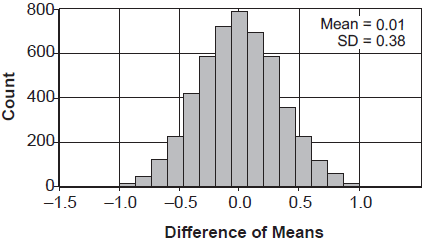 800
600
400
200
0
Count
Mean = 0.01
SD = 0.38
–1.5 –1.0 –0.5 0.0 0.5 1.0
Difference of Means